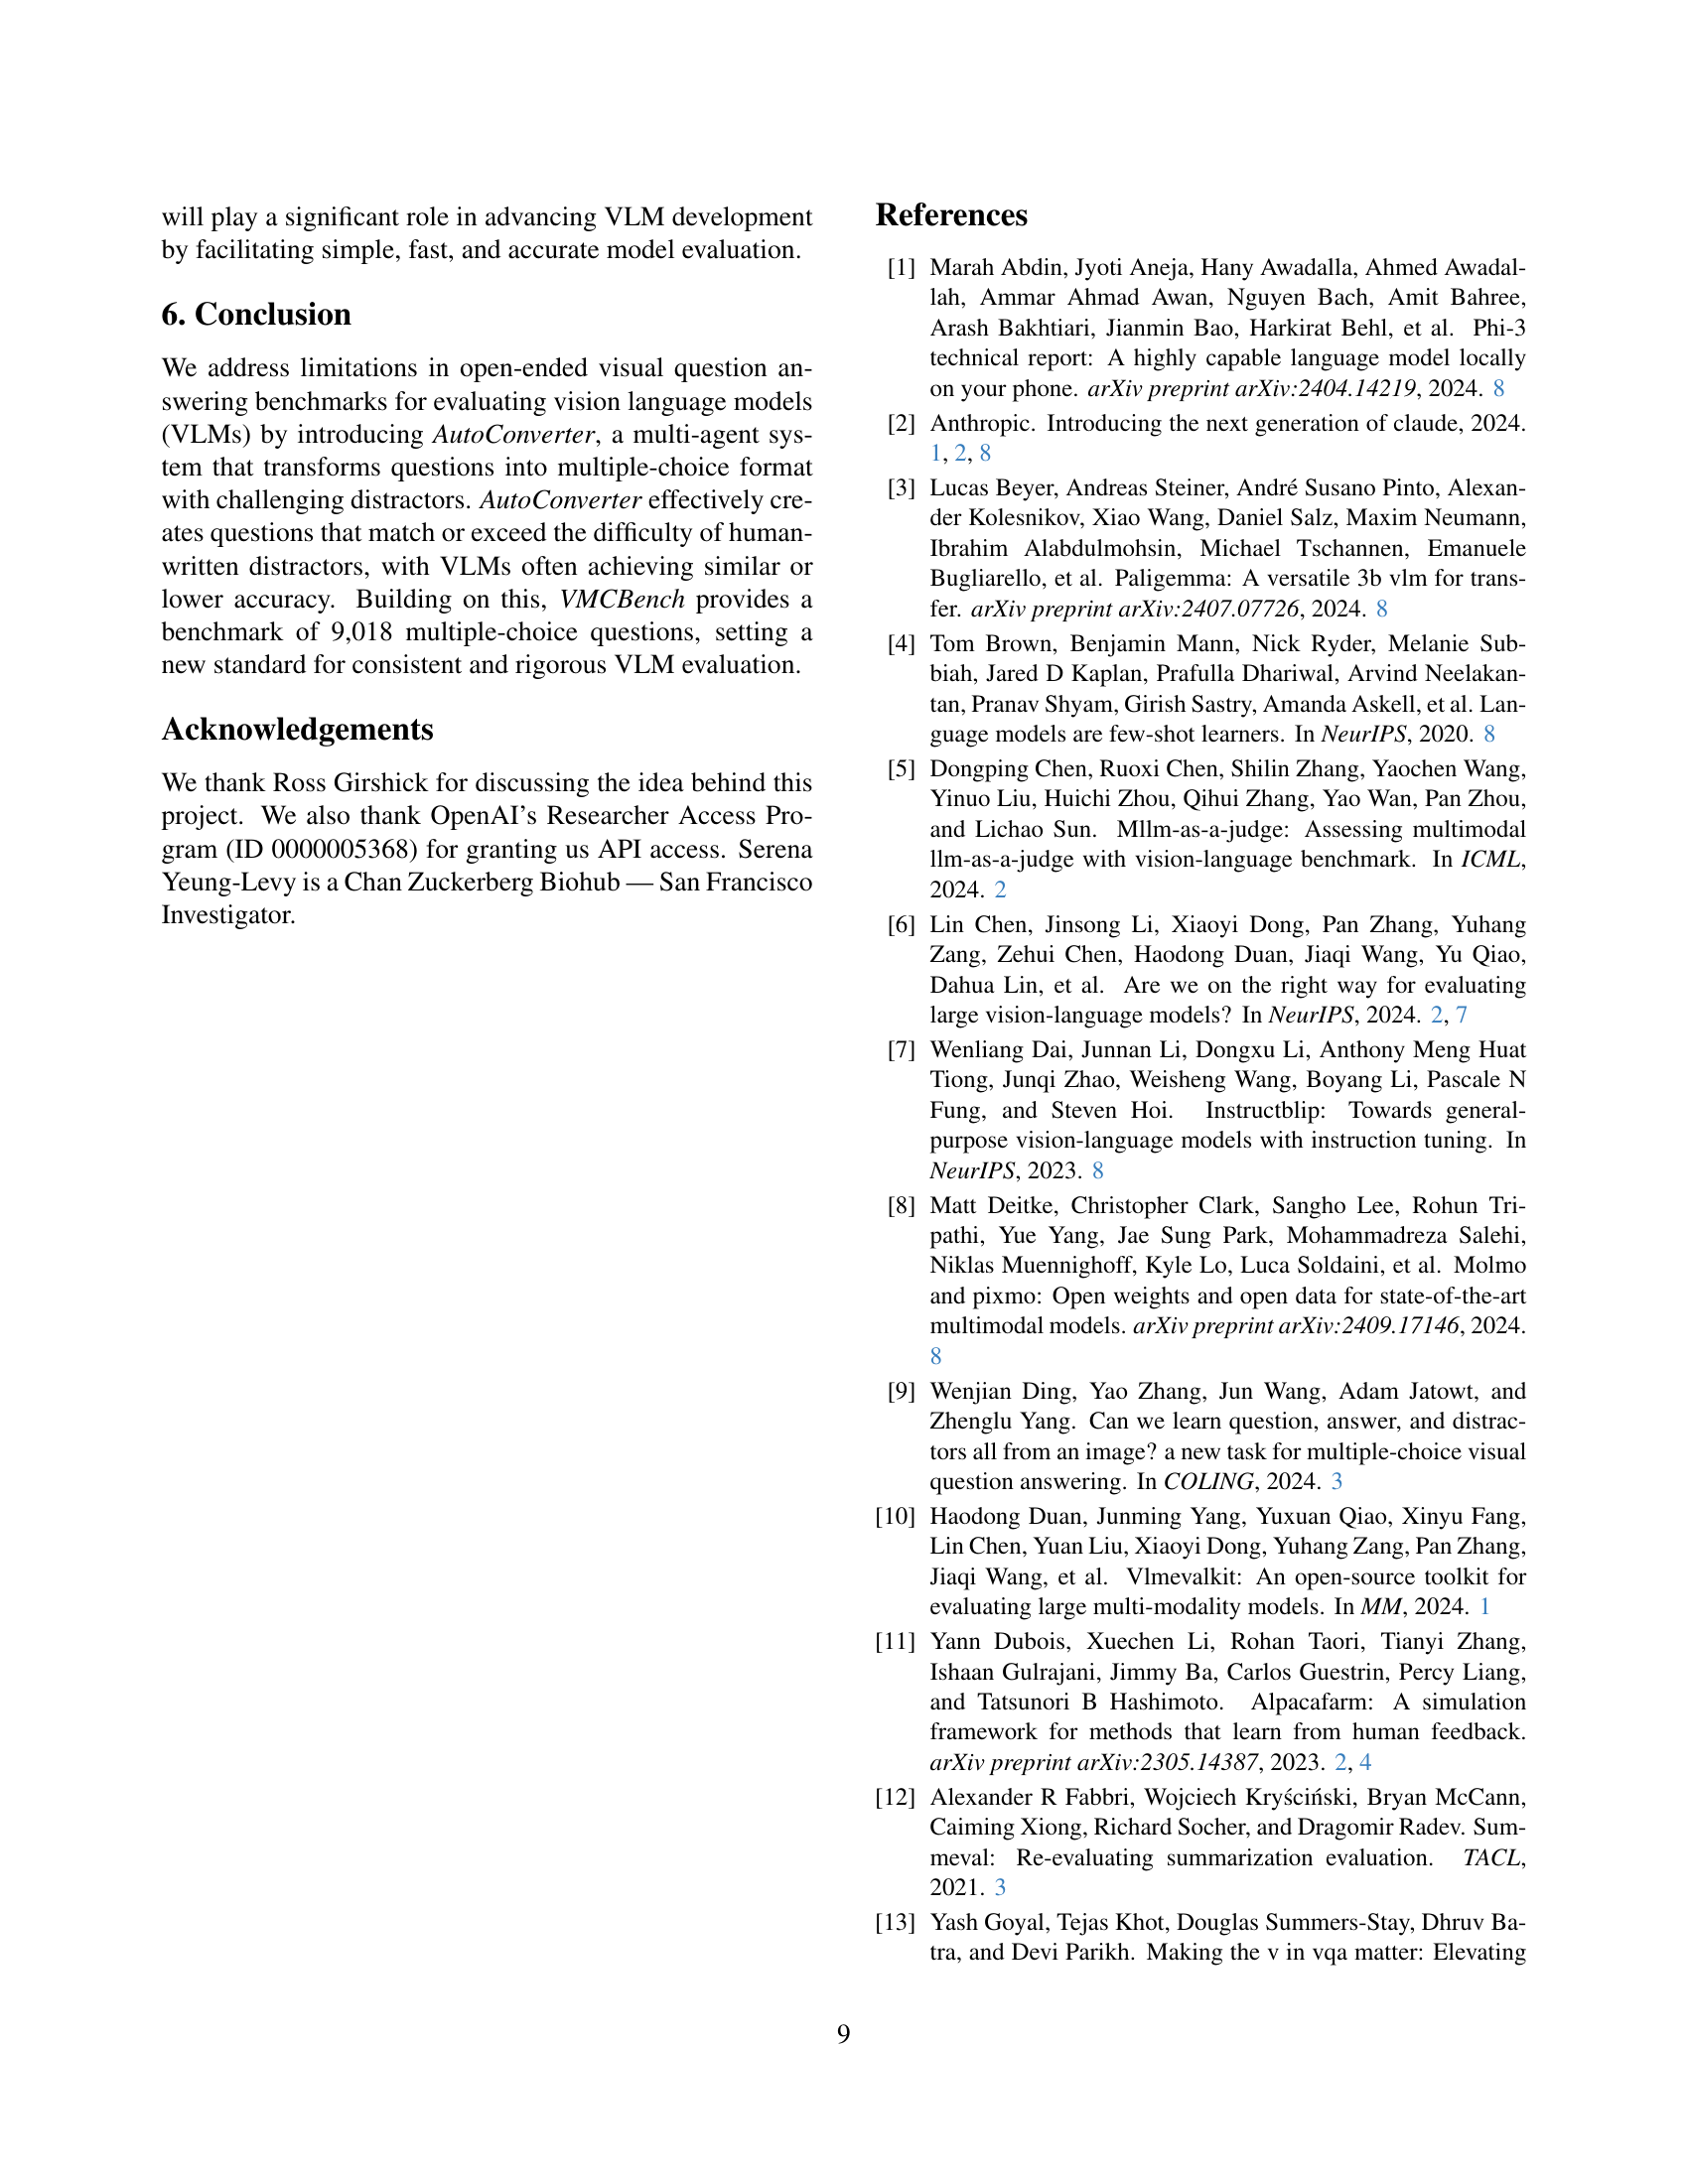 will play a significant role in advancing VLM development
by facilitating simple, fast, and accurate model evaluation.
6. Conclusion
We address limitations in open-ended visual question an-
swering benchmarks for evaluating vision language models
(VLMs) by introducing AutoConverter, a multi-agent sys-
tem that transforms questions into multiple-choice format
with challenging distractors. AutoConverter effectively cre-
ates questions that match or exceed the difficulty of human-
written distractors, with VLMs often achieving similar or
lower accuracy. Building on this, VMCBench provides a
benchmark of 9,018 multiple-choice questions, setting a
new standard for consistent and rigorous VLM evaluation.
Acknowledgements
We thank Ross Girshick for discussing the idea behind this
project. We also thank OpenAI's Researcher Access Pro-
gram (ID 0000005368) for granting us API access. Serena
Yeung-Levy is a Chan Zuckerberg Biohub — San Francisco
Investigator.
References
[1] Marah Abdin, Jyoti Aneja, Hany Awadalla, Ahmed Awadal-
lah, Ammar Ahmad Awan, Nguyen Bach, Amit Bahree,
Arash Bakhtiari, Jianmin Bao, Harkirat Behl, et al. Phi-3
technical report: A highly capable language model locally
on your phone. arXiv preprint arXiv:2404.14219, 2024. 8
[2] Anthropic. Introducing the next generation of claude, 2024.
1, 2, 8
[3] Lucas Beyer, Andreas Steiner, André Susano Pinto, Alexan-
der Kolesnikov, Xiao Wang, Daniel Salz, Maxim Neumann,
Ibrahim Alabdulmohsin, Michael Tschannen, Emanuele
Bugliarello, et al. Paligemma: A versatile 3b vlm for trans-
fer. arXiv preprint arXiv:2407.07726, 2024. 8
[4] Tom Brown, Benjamin Mann, Nick Ryder, Melanie Sub-
biah, Jared D Kaplan, Prafulla Dhariwal, Arvind Neelakan-
tan, Pranav Shyam, Girish Sastry, Amanda Askell, et al. Lan-
guage models are few-shot learners. In NeurIPS, 2020. 8
[5] Dongping Chen, Ruoxi Chen, Shilin Zhang, Yaochen Wang,
Yinuo Liu, Huichi Zhou, Qihui Zhang, Yao Wan, Pan Zhou,
and Lichao Sun. Mllm-as-a-judge: Assessing multimodal
llm-as-a-judge with vision-language benchmark. In ICML,
2024. 2
[6] Lin Chen, Jinsong Li, Xiaoyi Dong, Pan Zhang, Yuhang
Zang, Zehui Chen, Haodong Duan, Jiaqi Wang, Yu Qiao,
Dahua Lin, et al. Are we on the right way for evaluating
large vision-language models? In NeurIPS, 2024. 2, 7
[7] Wenliang Dai, Junnan Li, Dongxu Li, Anthony Meng Huat
Tiong, Junqi Zhao, Weisheng Wang, Boyang Li, Pascale N
Fung, and Steven Hoi. Instructblip: Towards general-
purpose vision-language models with instruction tuning. In
NeurIPS, 2023. 8
[8] Matt Deitke, Christopher Clark, Sangho Lee, Rohun Tri-
pathi, Yue Yang, Jae Sung Park, Mohammadreza Salehi,
Niklas Muennighoff, Kyle Lo, Luca Soldaini, et al. Molmo
and pixmo: Open weights and open data for state-of-the-art
multimodal models. arXiv preprint arXiv:2409.17146, 2024.
8
[9] Wenjian Ding, Yao Zhang, Jun Wang, Adam Jatowt, and
Zhenglu Yang. Can we learn question, answer, and distrac-
tors all from an image? a new task for multiple-choice visual
question answering. In COLING, 2024. 3
[10] Haodong Duan, Junming Yang, Yuxuan Qiao, Xinyu Fang,
Lin Chen, Yuan Liu, Xiaoyi Dong, Yuhang Zang, Pan Zhang,
Jiaqi Wang, et al. Vlmevalkit: An open-source toolkit for
evaluating large multi-modality models. In MM, 2024. 1
[11] Yann Dubois, Xuechen Li, Rohan Taori, Tianyi Zhang,
Ishaan Gulrajani, Jimmy Ba, Carlos Guestrin, Percy Liang,
and Tatsunori B Hashimoto. Alpacafarm: A simulation
framework for methods that learn from human feedback.
arXiv preprint arXiv:2305.14387, 2023. 2, 4
[12] Alexander R Fabbri, Wojciech Kryściński, Bryan McCann,
Caiming Xiong, Richard Socher, and Dragomir Radev. Sum-
meval: Re-evaluating summarization evaluation. TACL,
2021. 3
[13] Yash Goyal, Tejas Khot, Douglas Summers-Stay, Dhruv Ba-
tra, and Devi Parikh. Making the v in vqa matter: Elevating
9